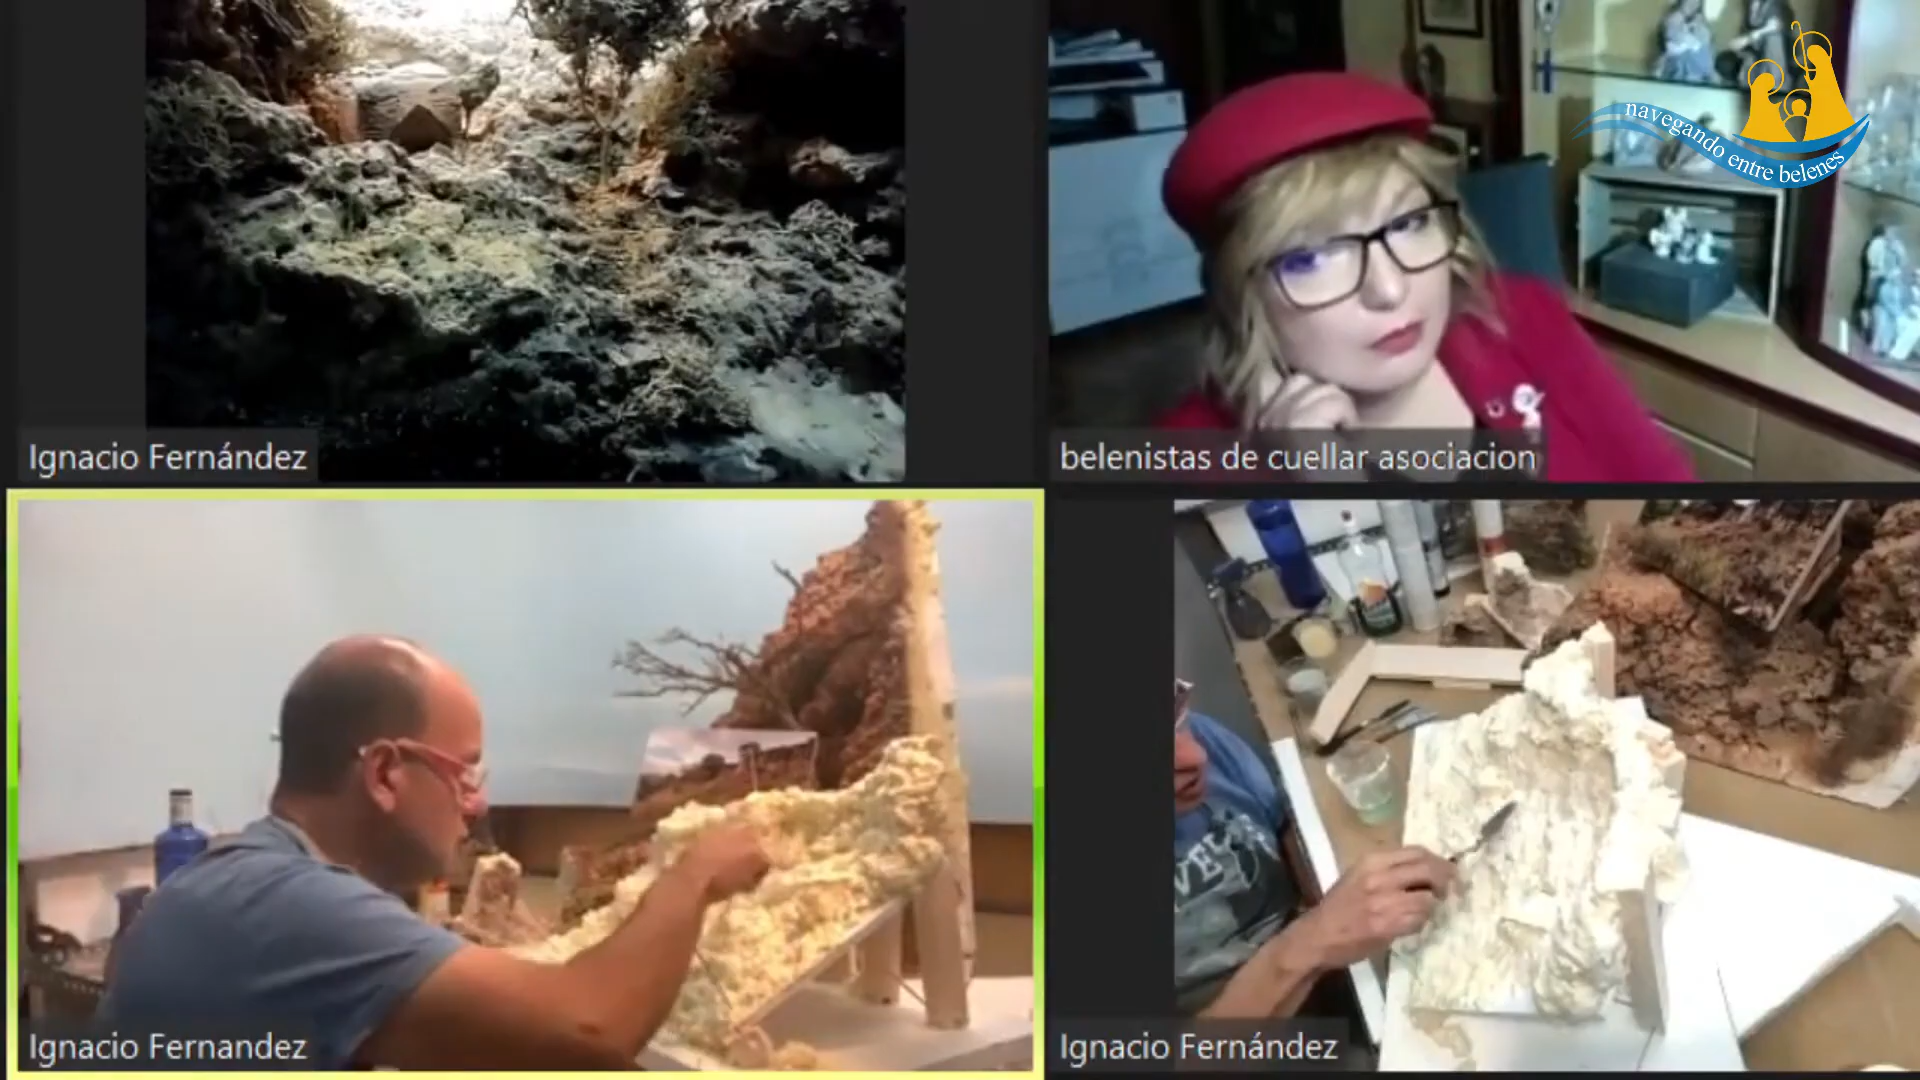 navegando entre belenes
Ignacio Fernández
belenistas de cuellar asociacion
Ignacio Fernandez
Ignacio Fernández